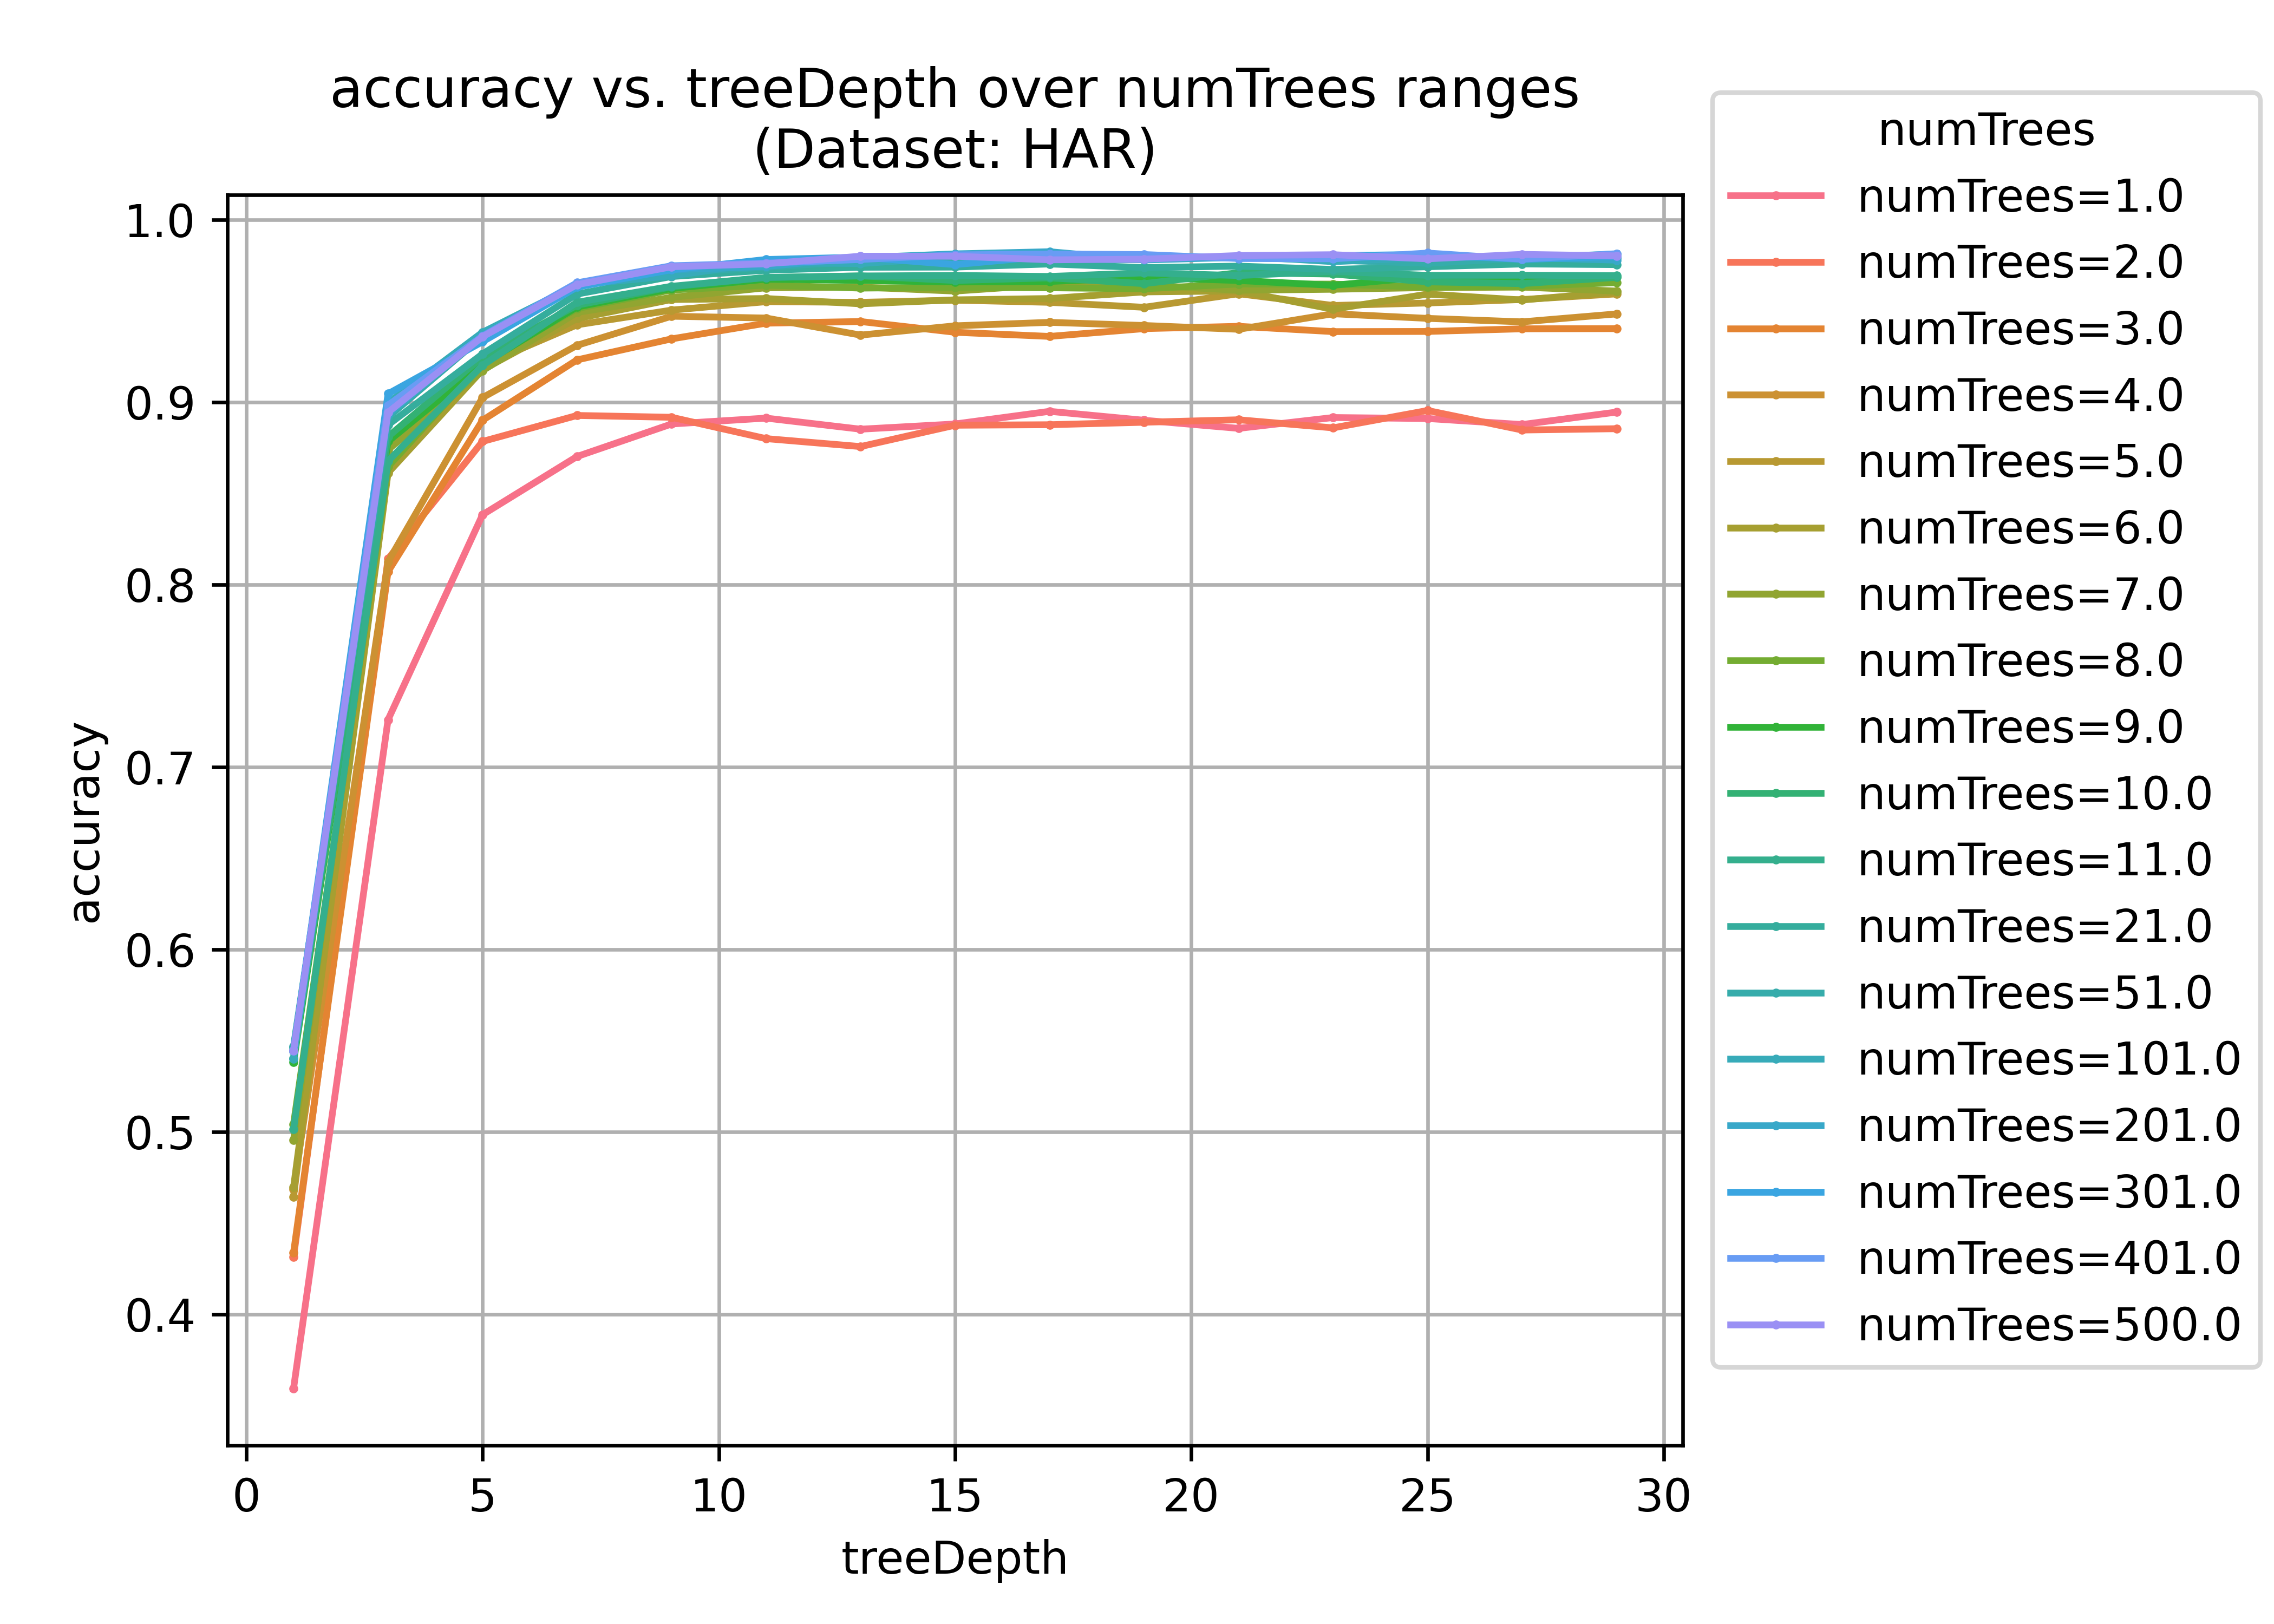 accuracy vs. treeDepth over numTrees ranges
(Dataset: HAR)
1.0
0.9
0.8
0.7
0.6
0.5
0.4
accuracy
0 5 10 15 20 25 30
treeDepth
numTrees
numTrees=1.0
numTrees=2.0
numTrees=3.0
numTrees=4.0
numTrees=5.0
numTrees=6.0
numTrees=7.0
numTrees=8.0
numTrees=9.0
numTrees=10.0
numTrees=11.0
numTrees=21.0
numTrees=51.0
numTrees=101.0
numTrees=201.0
numTrees=301.0
numTrees=401.0
numTrees=500.0